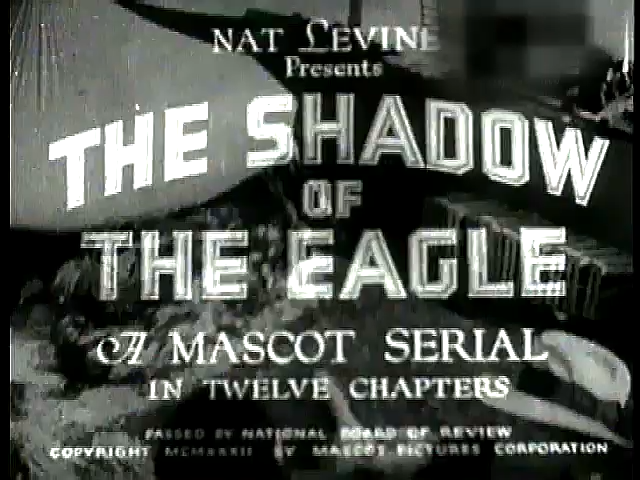 NAT LEVINE
Presents
THE SHADOW
OF
THE EAGLE
A MASCOT SERIAL
IN TWELVE CHAPTERS
PASSED BY NATIONAL BOARD OF REVIEW
COPYRIGHT MCMXXXII BY MASCOT PICTURES CORPORATION